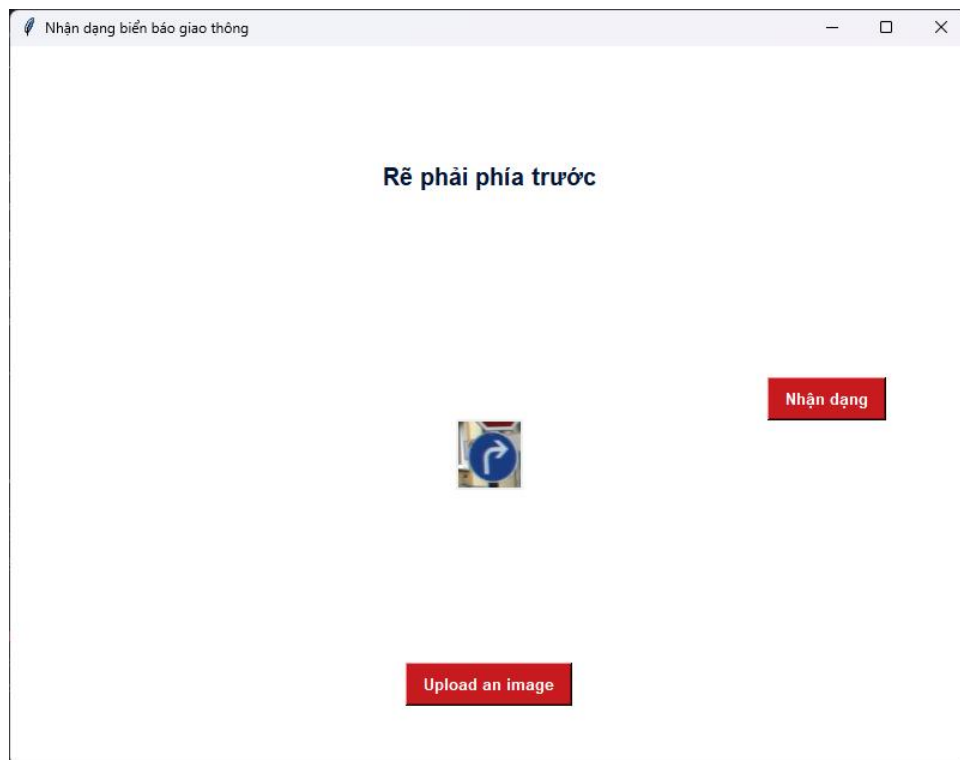 Nhận dạng biển báo giao thông
Rẽ phải phía trước
Nhận dạng
Upload an image